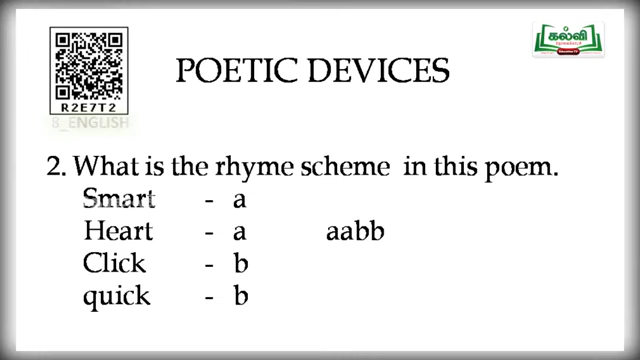 கல்வி
R2E7T2
8_ENGLISH
POETIC DEVICES
2. What is the rhyme scheme in this poem.
Smart - a
Heart - a aabb
Click - b
quick - b